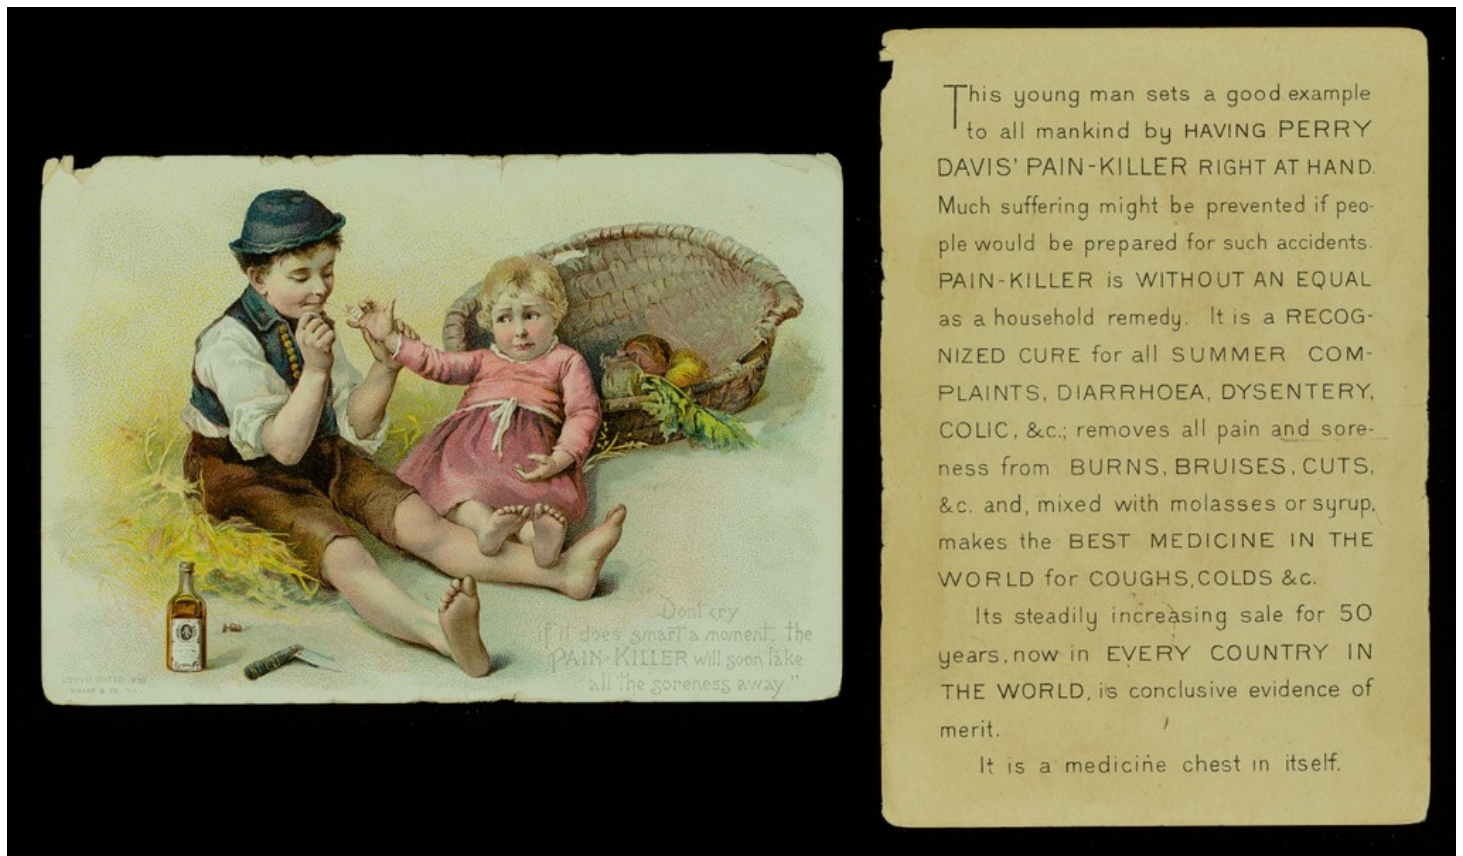 Don't cry
if it does smart a moment; the
PAIN-KILLER will soon take
all the soreness away."
This young man sets a good example
to all mankind by HAVING PERRY
DAVIS' PAIN-KILLER RIGHT AT HAND.
Much suffering might be prevented if peo-
ple would be prepared for such accidents.
PAIN-KILLER is WITHOUT AN EQUAL
as a household remedy. It is a RECOG-
NIZED CURE for all SUMMER COM-
PLAINTS, DIARRHOEA, DYSENTERY,
COLIC, &c.; removes all pain and sore-
ness from BURNS, BRUISES, CUTS,
&c. and, mixed with molasses or syrup,
makes the BEST MEDICINE IN THE
WORLD for COUGHS, COLDS &c.
Its steadily increasing sale for 50
years, now in EVERY COUNTRY IN
THE WORLD, is conclusive evidence of
merit.
It is a medicine chest in itself.